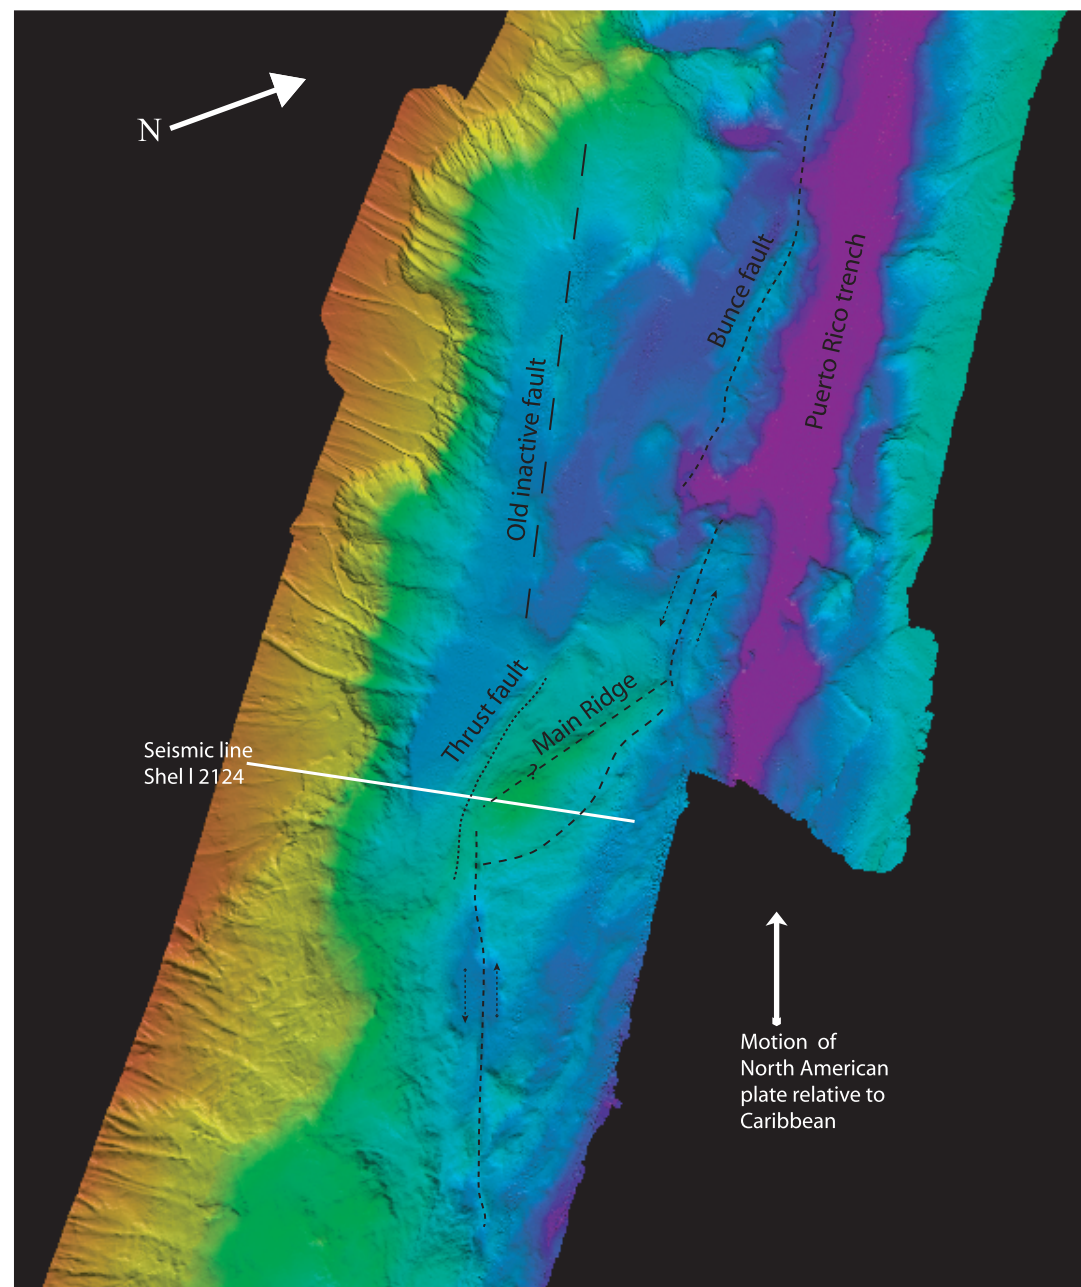 N
Bunce fault
Puerto Rico trench
Old inactive fault
Thrust fault
Main Ridge
?
Seismic line
Shel l 2124
Motion of
North American
plate relative to
Caribbean